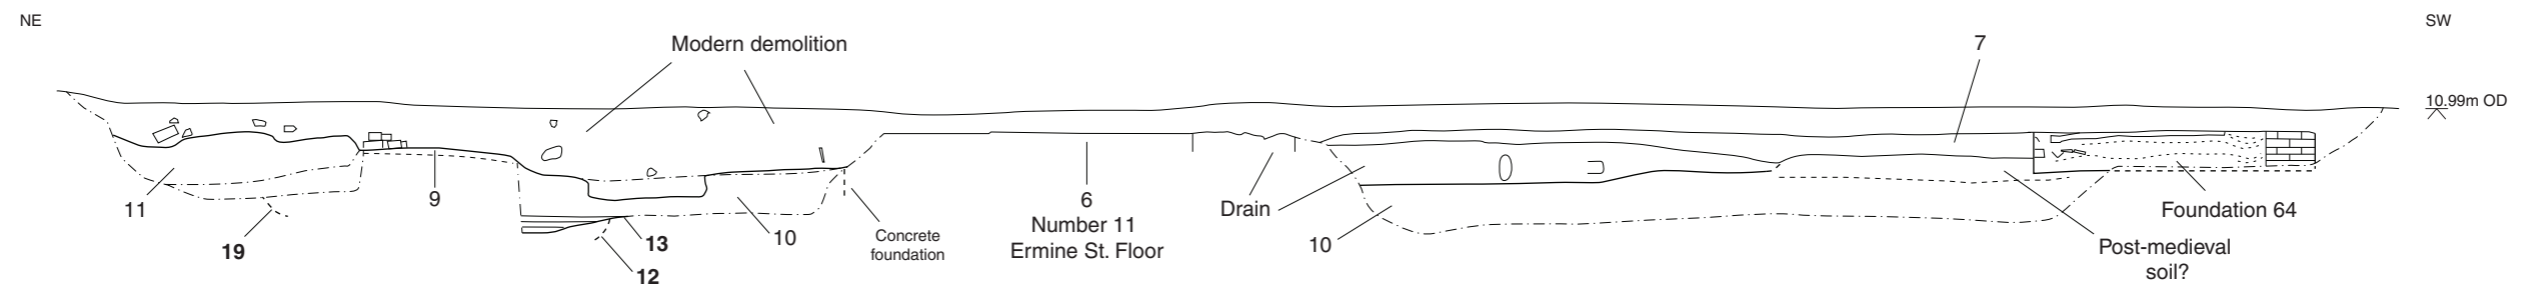 NE
SW
Modern demolition
7
10.99m OD
11
9
19
13
12
10
Concrete
foundation
6
Number 11
Ermine St. Floor
Drain
10
Foundation 64
Post-medieval
soil?